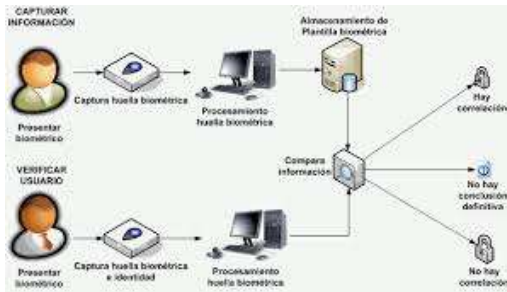 CAPTURAR
INFORMACIÓN
Almacenamiento de
Plantilla biométrica
Presentar
biométrico
Captura huella biométrica
Procesamiento
huella biométrica
Hay
correlación
Compara
información
No hay
conclusión
definitiva
VERIFICAR
USUARIO
Presentar
biométrico
Captura huella biométrica
e identidad
Procesamiento
huella biométrica
No hay
correlación